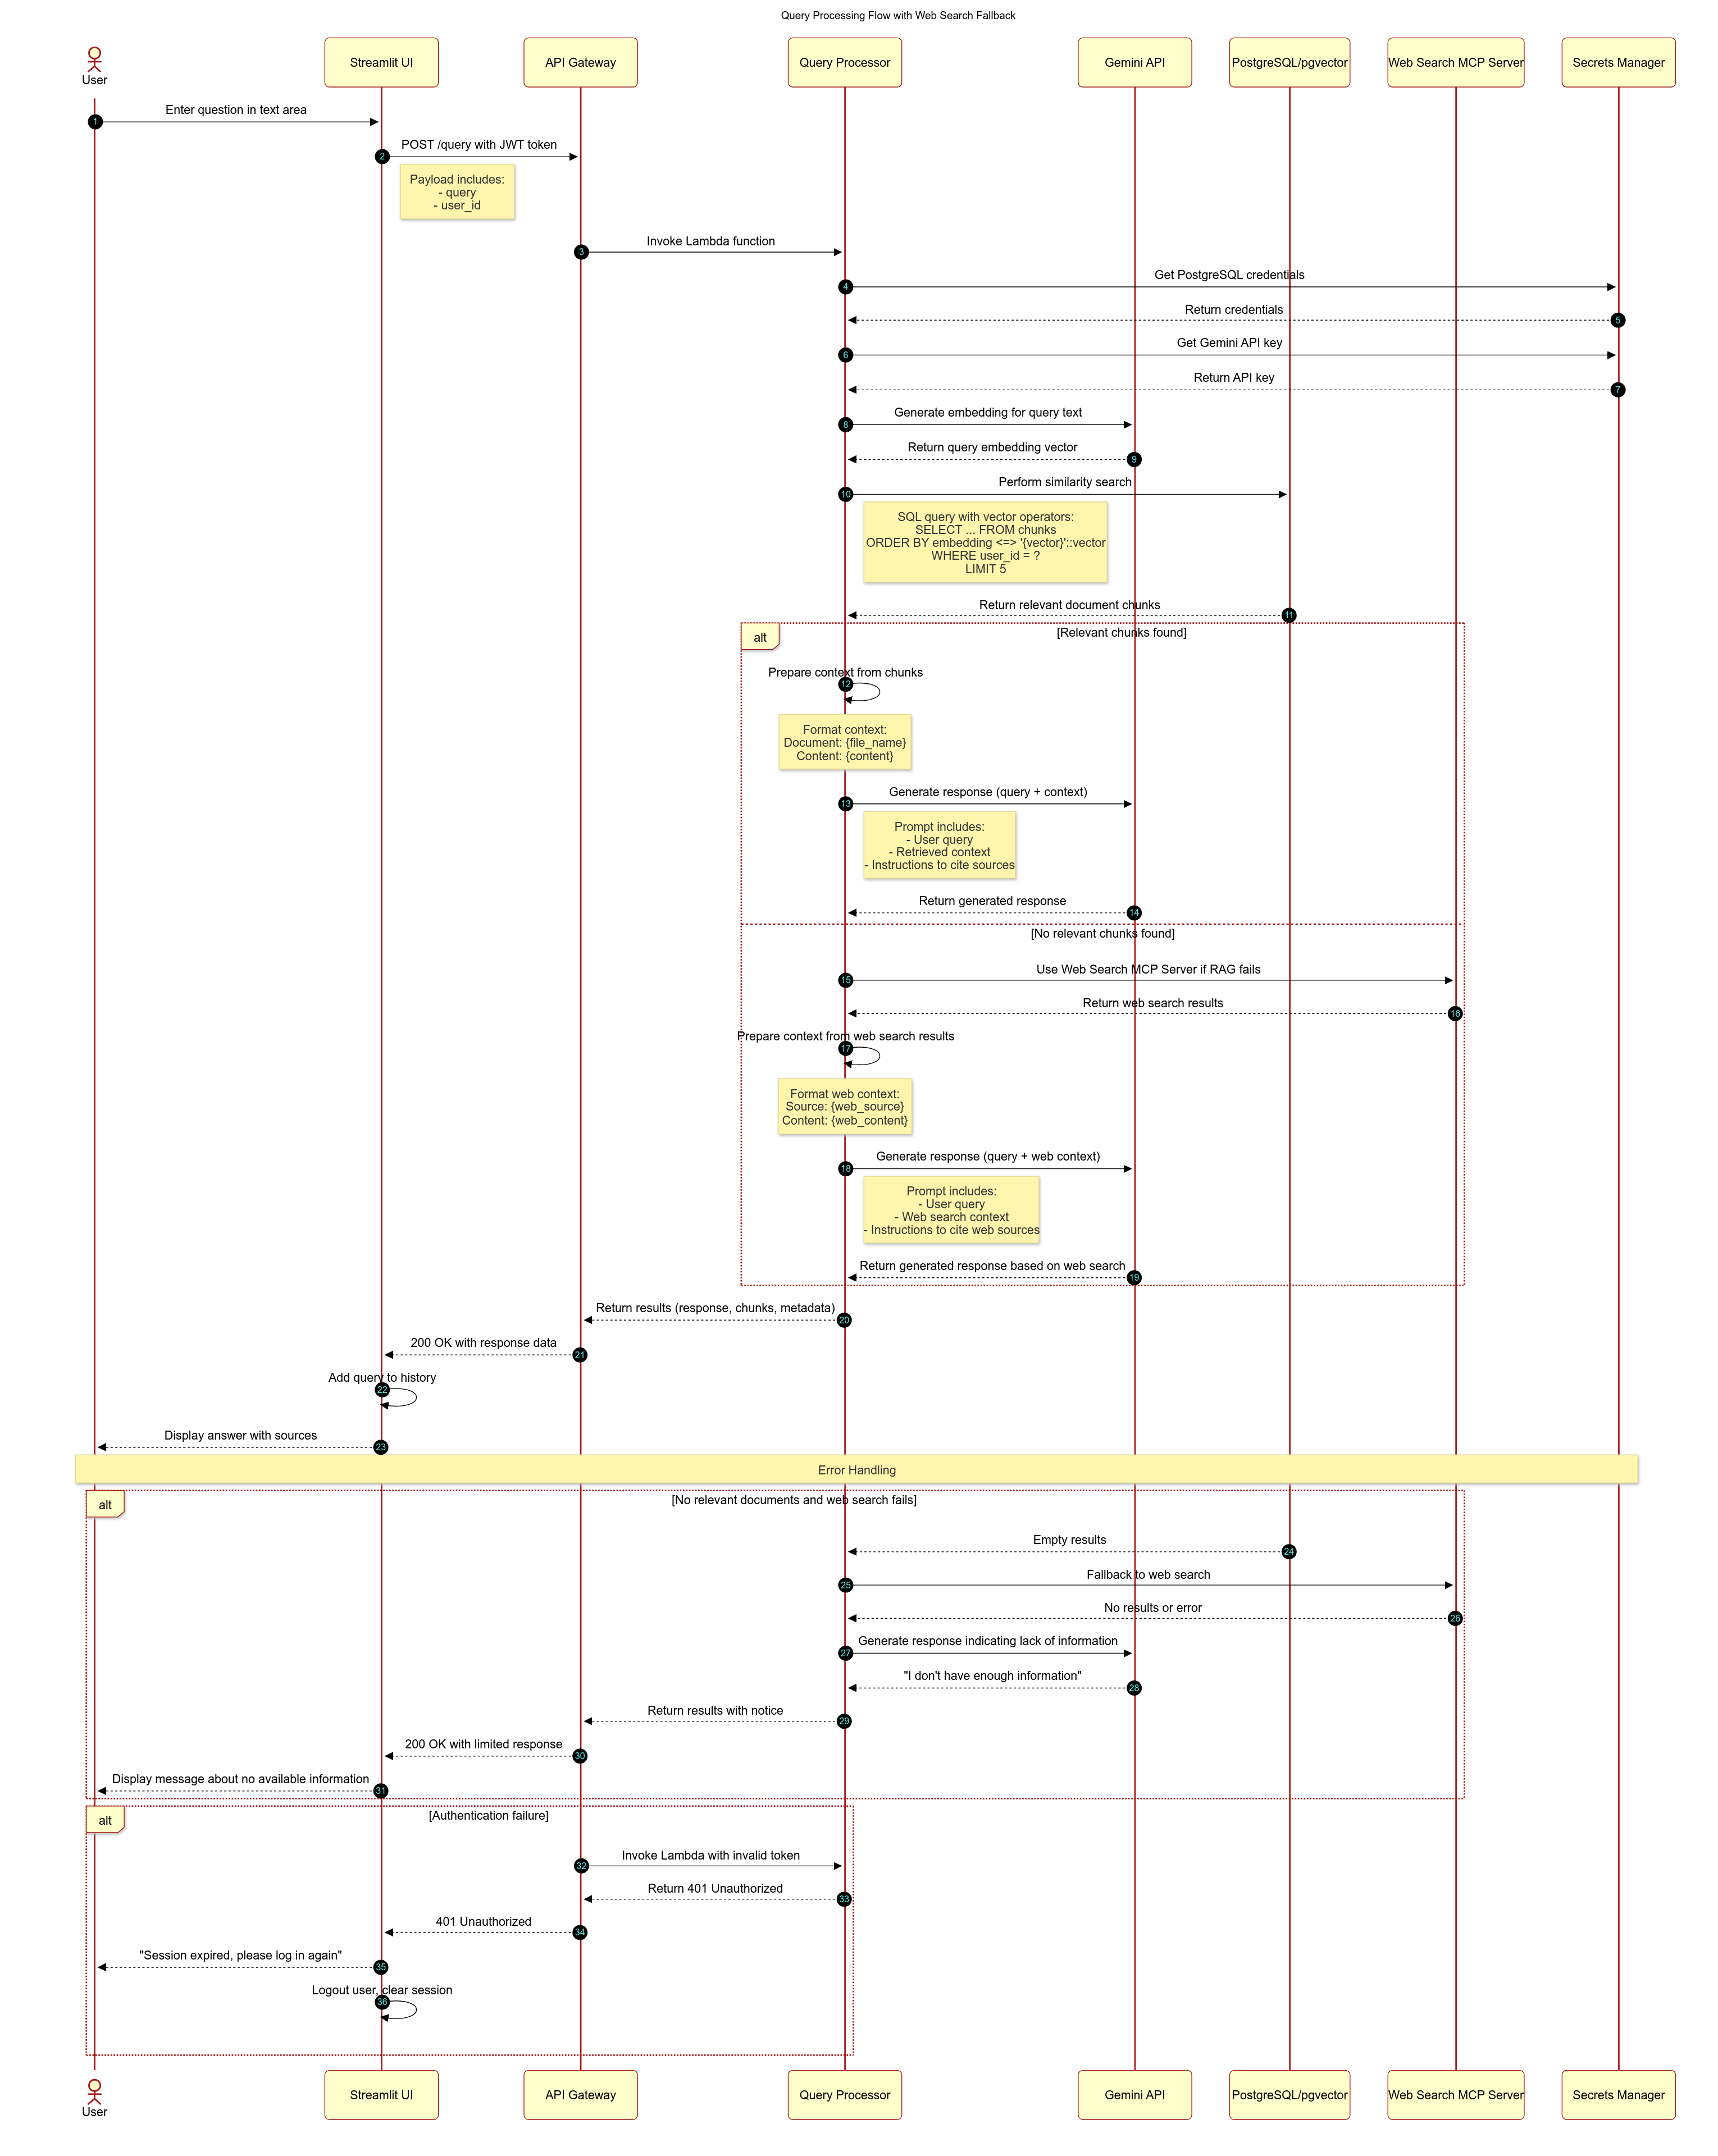 Query Processing Flow with Web Search Fallback
User
Streamlit UI
API Gateway
Query Processor
Gemini API
PostgreSQL/pgvector
Web Search MCP Server
Secrets Manager
Enter question in text area
1
POST /query with JWT token
2
Payload includes:
- query
- user_id
Invoke Lambda function
3
Get PostgreSQL credentials
4
Return credentials
5
Get Gemini API key
6
Return API key
7
Generate embedding for query text
8
Return query embedding vector
9
Perform similarity search
10
SQL query with vector operators:
SELECT ... FROM chunks
ORDER BY embedding <=> '{vector}'::vector
WHERE user_id = ?
LIMIT 5
Return relevant document chunks
11
alt
[Relevant chunks found]
Prepare context from chunks
12
Format context:
Document: {file_name}
Content: {content}
Generate response (query + context)
13
Prompt includes:
- User query
- Retrieved context
- Instructions to cite sources
Return generated response
14
[No relevant chunks found]
Use Web Search MCP Server if RAG fails
15
Return web search results
16
Prepare context from web search results
17
Format web context:
Source: {web_source}
Content: {web_content}
Generate response (query + web context)
18
Prompt includes:
- User query
- Web search context
- Instructions to cite web sources
Return generated response based on web search
19
Return results (response, chunks, metadata)
20
200 OK with response data
21
Add query to history
22
Display answer with sources
23
Error Handling
alt
[No relevant documents and web search fails]
Empty results
24
Fallback to web search
25
No results or error
26
Generate response indicating lack of information
27
"I don't have enough information"
28
Return results with notice
29
200 OK with limited response
30
Display message about no available information
31
alt
[Authentication failure]
Invoke Lambda with invalid token
32
Return 401 Unauthorized
33
401 Unauthorized
34
"Session expired, please log in again"
35
Logout user, clear session
36
User
Streamlit UI
API Gateway
Query Processor
Gemini API
PostgreSQL/pgvector
Web Search MCP Server
Secrets Manager